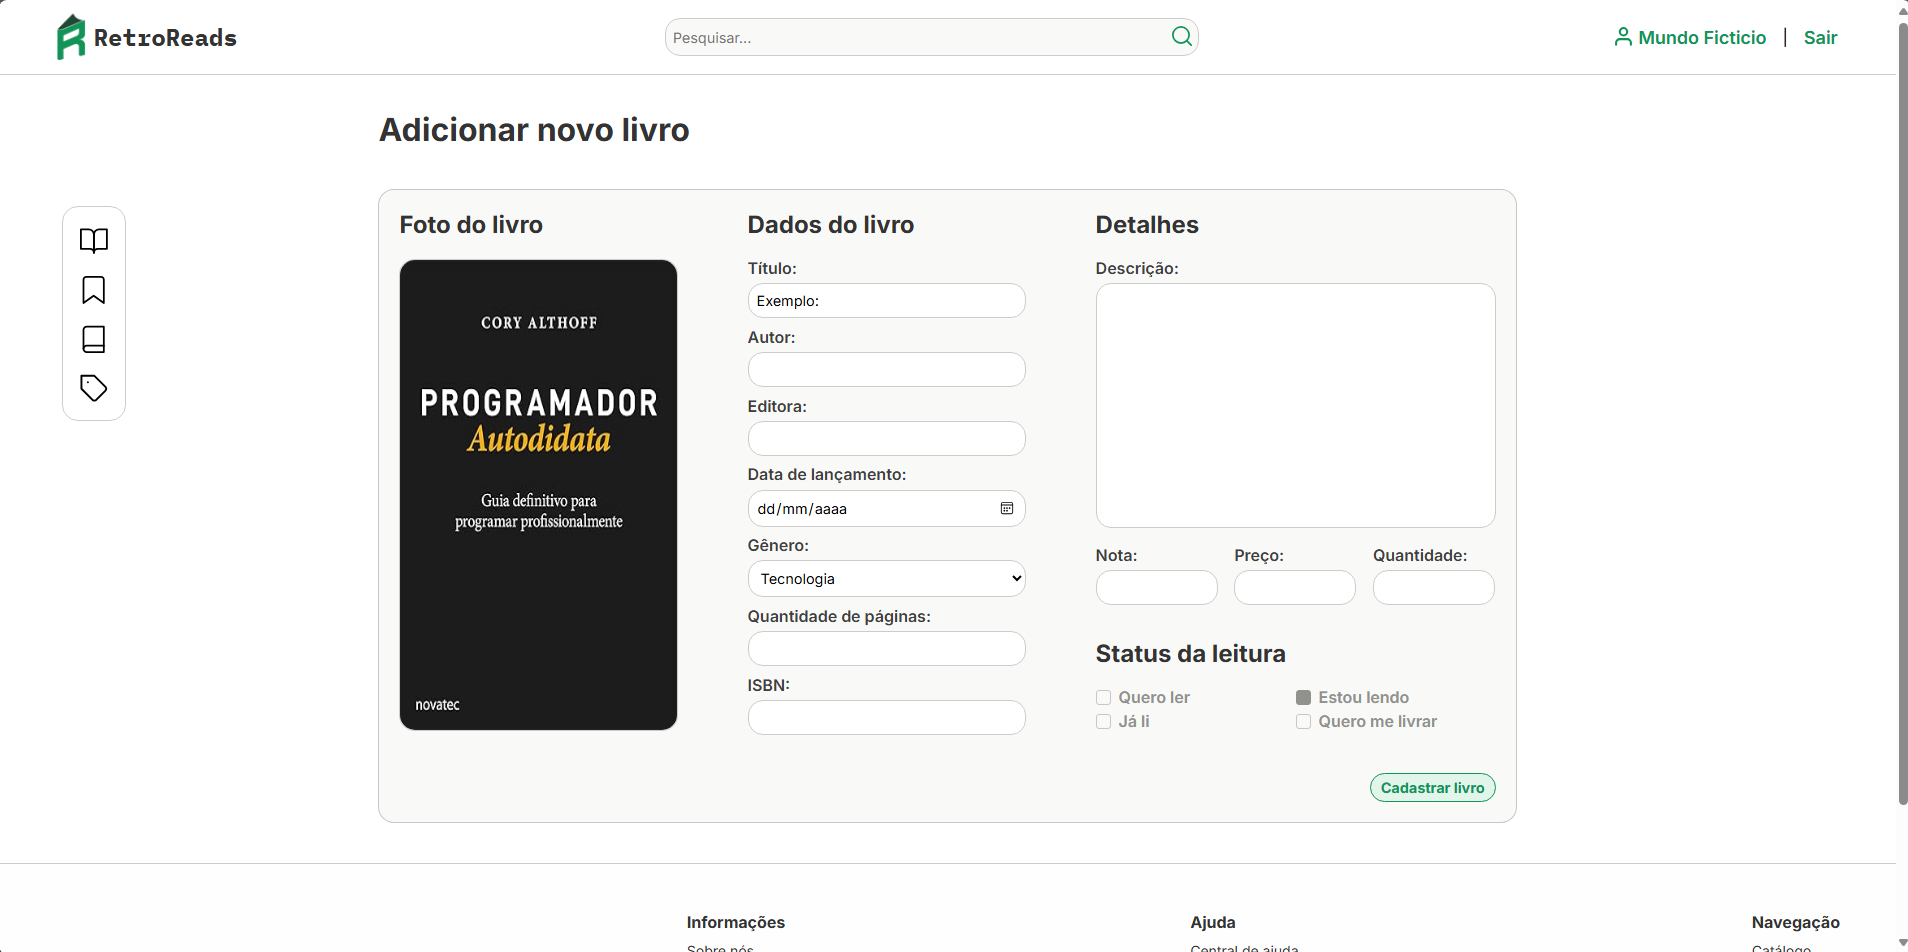 RetroReads
Pesquisar...
Mundo Ficticio | Sair
Adicionar novo livro
Foto do livro
CORY ALTHOFF
PROGRAMADOR
Autodidata
Guia definitivo para
programar profissionalmente
novatec
Dados do livro
Título:
Exemplo:
Autor:
Editora:
Data de lançamento:
dd/mm/aaaa
Gênero:
Tecnologia
Quantidade de páginas:
ISBN:
Detalhes
Descrição:
Nota: Preço: Quantidade:
Status da leitura
Quero ler Estou lendo
Já li Quero me livrar
Cadastrar livro
Informações Ajuda Navegação
Sobre nós Central de ajuda Catálogo